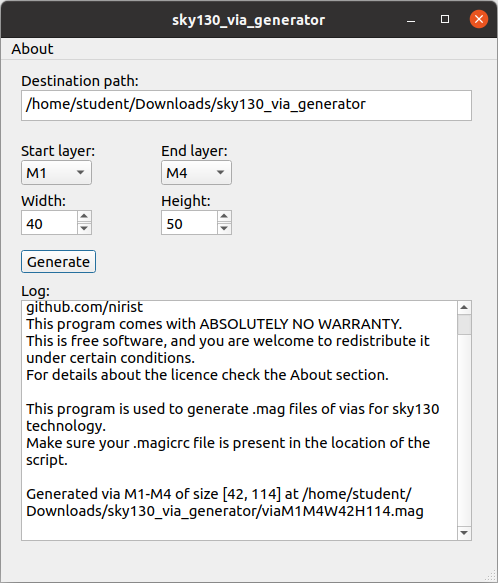 sky130_via_generator
About
Destination path:
/home/student/Downloads/sky130_via_generator
Start layer: End layer:
M1 M4
Width: Height:
40 50
Generate
Log:
github.com/nirist
This program comes with ABSOLUTELY NO WARRANTY.
This is free software, and you are welcome to redistribute it
under certain conditions.
For details about the licence check the About section.
This program is used to generate .mag files of vias for sky130
technology.
Make sure your .magicrc file is present in the location of the
script.
Generated via M1-M4 of size [42, 114] at /home/student/
Downloads/sky130_via_generator/viaM1M4W42H114.mag